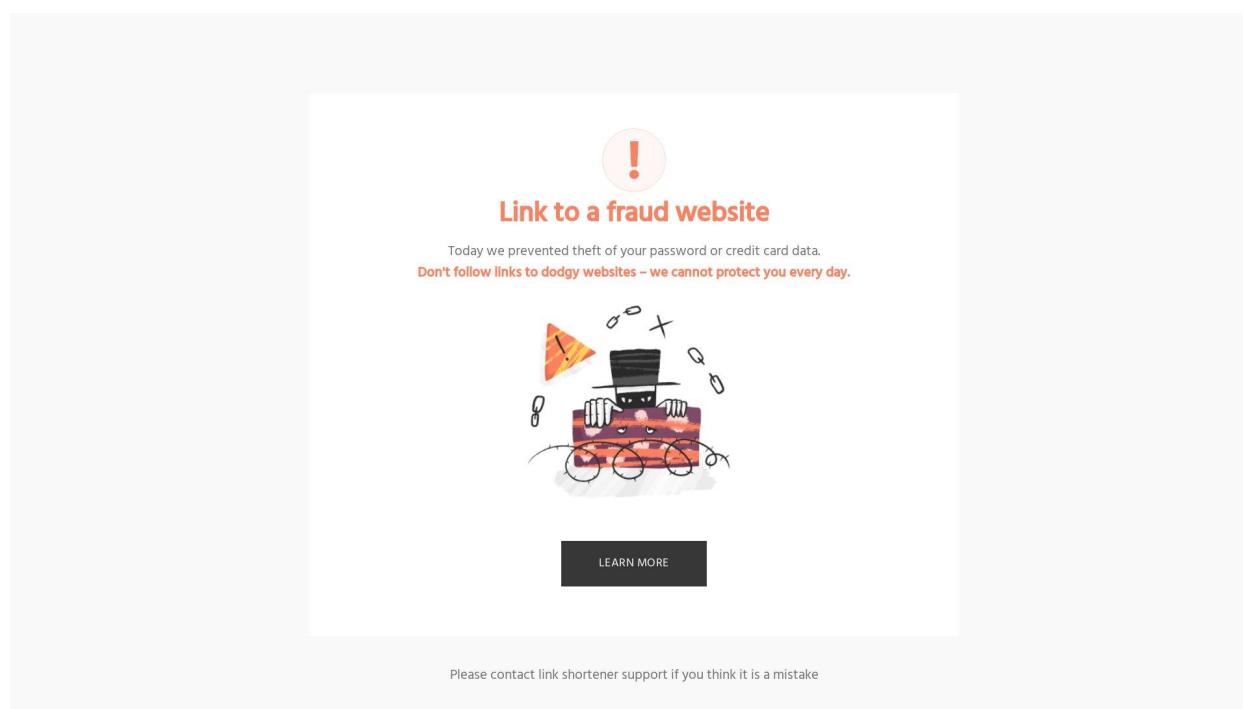 Link to a fraud website
Today we prevented theft of your password or credit card data.
Don't follow links to dodgy websites – we cannot protect you every day.
LEARN MORE
Please contact link shortener support if you think it is a mistake